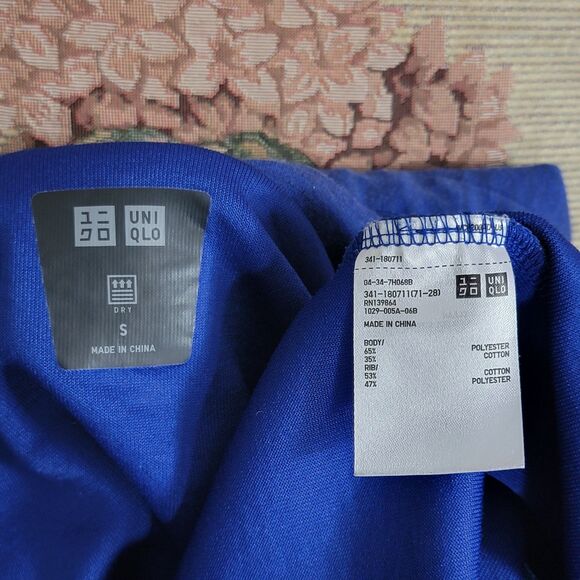 ユニ
クロ
UNI
QLO
DRY
S
MADE IN CHINA
341-180711
04-34-7H068B
341-180711(71-28)
RN139864
1029-005A-06B
MADE IN CHINA
ユニ
クロ
UNI
QLO
BODY/
65% POLYESTER
35% COTTON
RIB/
53% COTTON
47% POLYESTER